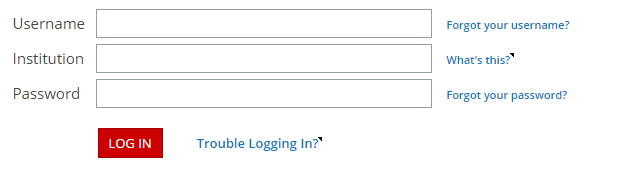 Username Forgot your username?
Institution What's this?
Password Forgot your password?
LOG IN Trouble Logging In?